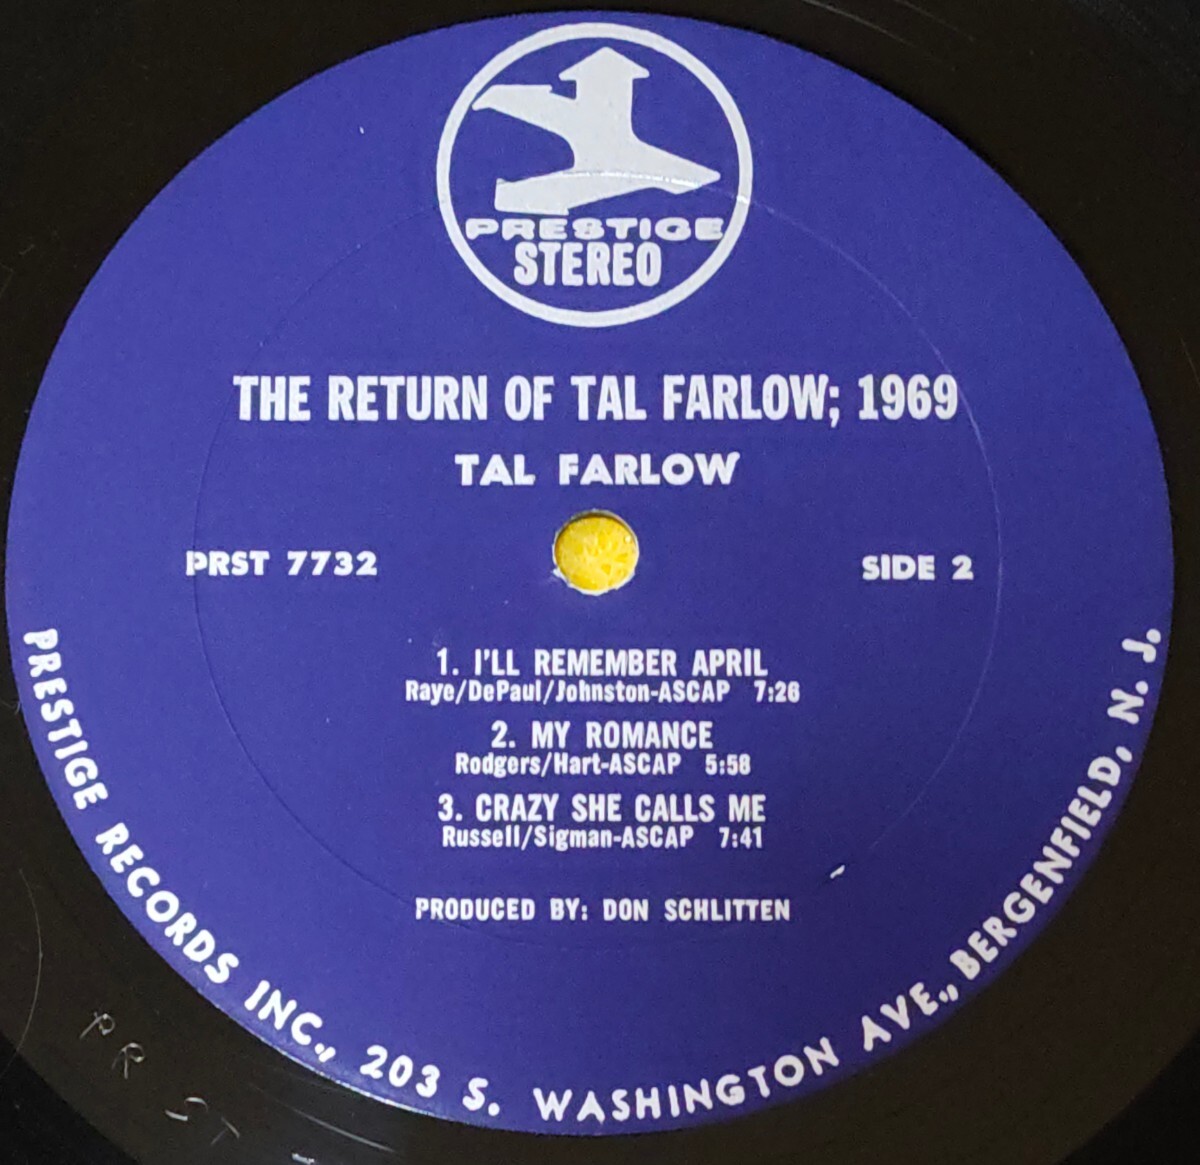 PRESTIGE
STEREO
THE RETURN OF TAL FARLOW; 1969
TAL FARLOW
PRST 7732
SIDE 2
1. I'LL REMEMBER APRIL
Raye/DePaul/Johnston-ASCAP 7:26
2. MY ROMANCE
Rodgers/Hart-ASCAP 5:58
3. CRAZY SHE CALLS ME
Russell/Sigman-ASCAP 7:41
PRODUCED BY: DON SCHLITTEN
PRESTIGE RECORDS INC., 203 S. WASHINGTON AVE., BERGENFIELD, N. J.
PR ST